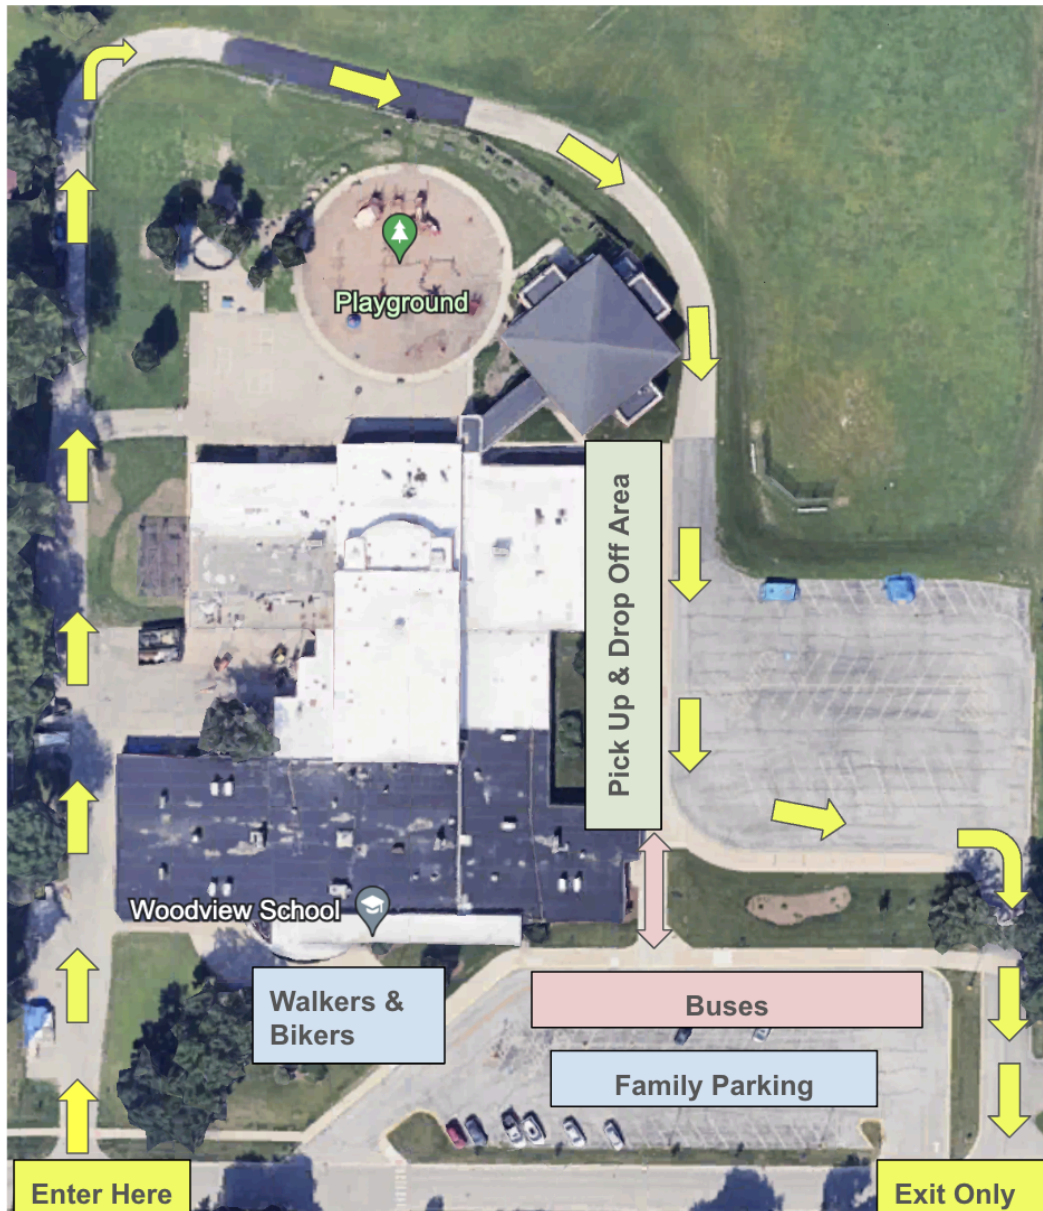 Playground
Pick Up & Drop Off Area
Woodview School
Walkers &
Bikers
Buses
Family Parking
Enter Here
Exit Only